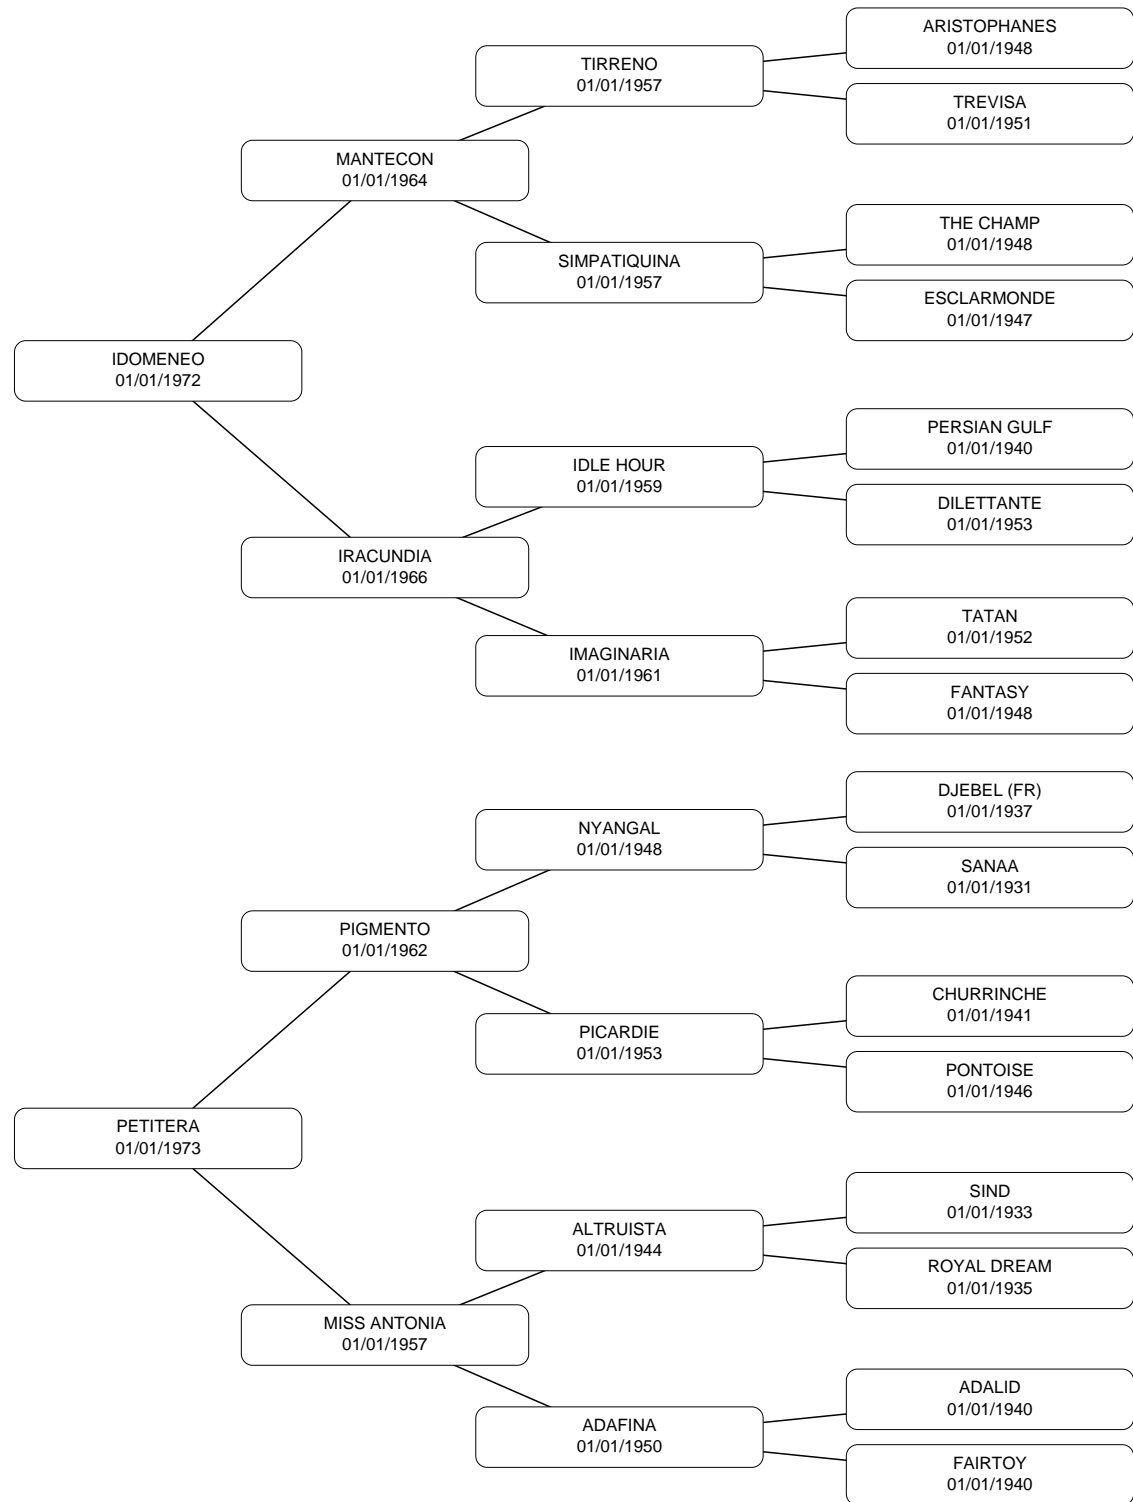 ARISTOPHANES
01/01/1948
TIRRENO
01/01/1957
TREVISA
01/01/1951
MANTECON
01/01/1964
THE CHAMP
01/01/1948
SIMPATIQUINA
01/01/1957
ESCLARMONDE
01/01/1947
IDOMENEO
01/01/1972
PERSIAN GULF
01/01/1940
IDLE HOUR
01/01/1959
DILETTANTE
01/01/1953
IRACUNDIA
01/01/1966
TATAN
01/01/1952
IMAGINARIA
01/01/1961
FANTASY
01/01/1948
DJEBEL (FR)
01/01/1937
NYANGAL
01/01/1948
SANAA
01/01/1931
PIGMENTO
01/01/1962
CHURRINCHE
01/01/1941
PICARDIE
01/01/1953
PONTOISE
01/01/1946
PETITERA
01/01/1973
SIND
01/01/1933
ALTRUISTA
01/01/1944
ROYAL DREAM
01/01/1935
MISS ANTONIA
01/01/1957
ADALID
01/01/1940
ADAFINA
01/01/1950
FAIRTOY
01/01/1940